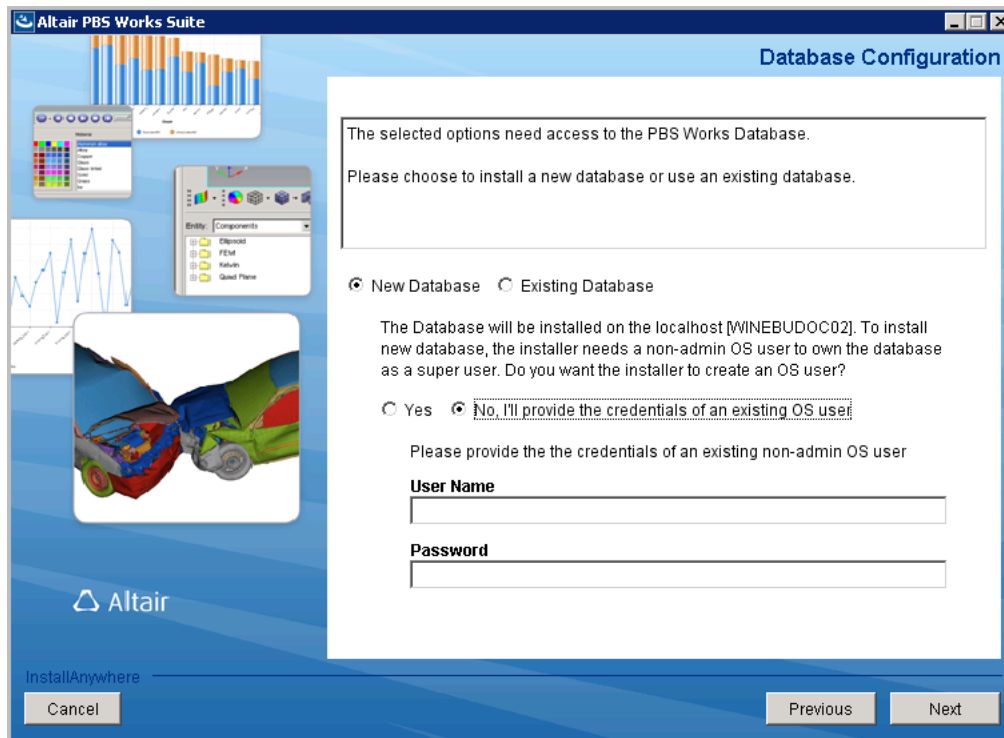 Altair PBS Works Suite
Database Configuration
Material
Entity: Components
Ellipsoid
FEM
Kelvin
Quad Plane
The selected options need access to the PBS Works Database.
Please choose to install a new database or use an existing database.
New Database Existing Database
The Database will be installed on the localhost [WINEBUDOC02]. To install
new database, the installer needs a non-admin OS user to own the database
as a super user. Do you want the installer to create an OS user?
Yes No, I'll provide the credentials of an existing OS user
Please provide the the credentials of an existing non-admin OS user
User Name
Password
Altair
InstallAnywhere
Cancel Previous Next